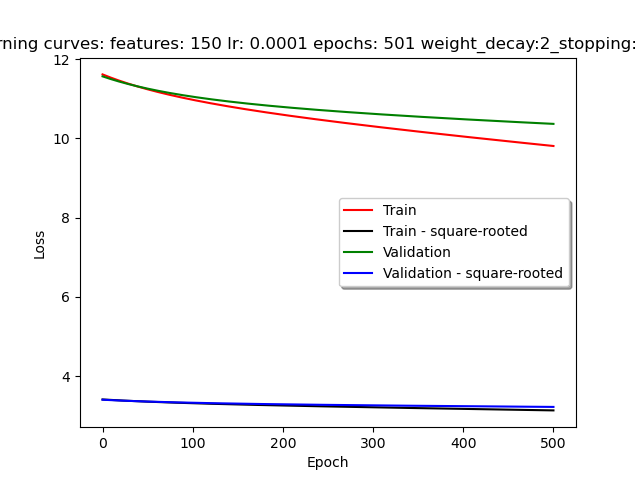 rning curves: features: 150 lr: 0.0001 epochs: 501 weight_decay:2_stopping:
12
10
8
6
4
Loss
Train
Train - square-rooted
Validation
Validation - square-rooted
0 100 200 300 400 500
Epoch